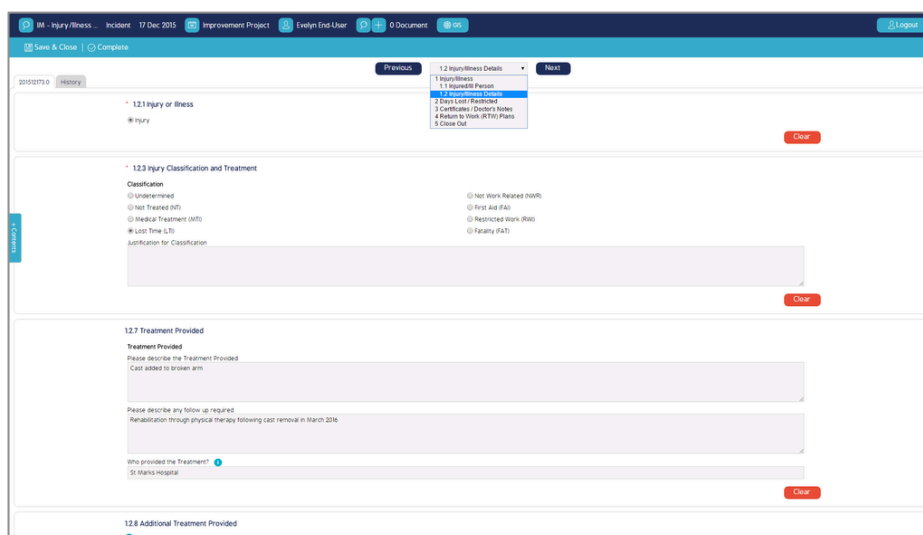 IM - Injury / Illness ... Incident 17 Dec 2015 Improvement Project Evelyn End-User 0 Document GIS Logout
Save & Close | Complete
Previous 1.2 Injury/Illness Details Next
1 Injury/Illness
1.1 Injured/Ill Person
1.2 Injury/Illness Details
2 Days Lost / Restricted
3 Certificates / Doctor's Notes
4 Return to Work (RTW) Plans
5 Close Out
201512173.0 History
* 1.2.1 Injury or Illness
Injury
Clear
* 1.2.3 Injury Classification and Treatment
Classification
Undetermined Not Work Related (NWR)
Not Treated (NT) First Aid (FAI)
Medical Treatment (MTI) Restricted Work (RWI)
Lost Time (LTI) Fatality (FAT)
Justification for Classification
Clear
« Contents
1.2.7 Treatment Provided
Treatment Provided
Please describe the Treatment Provided
Cast added to broken arm
Please describe any follow up required
Rehabilitation through physical therapy following cast removal in March 2016
Who provided the Treatment?
St Marks Hospital
Clear
1.2.8 Additional Treatment Provided